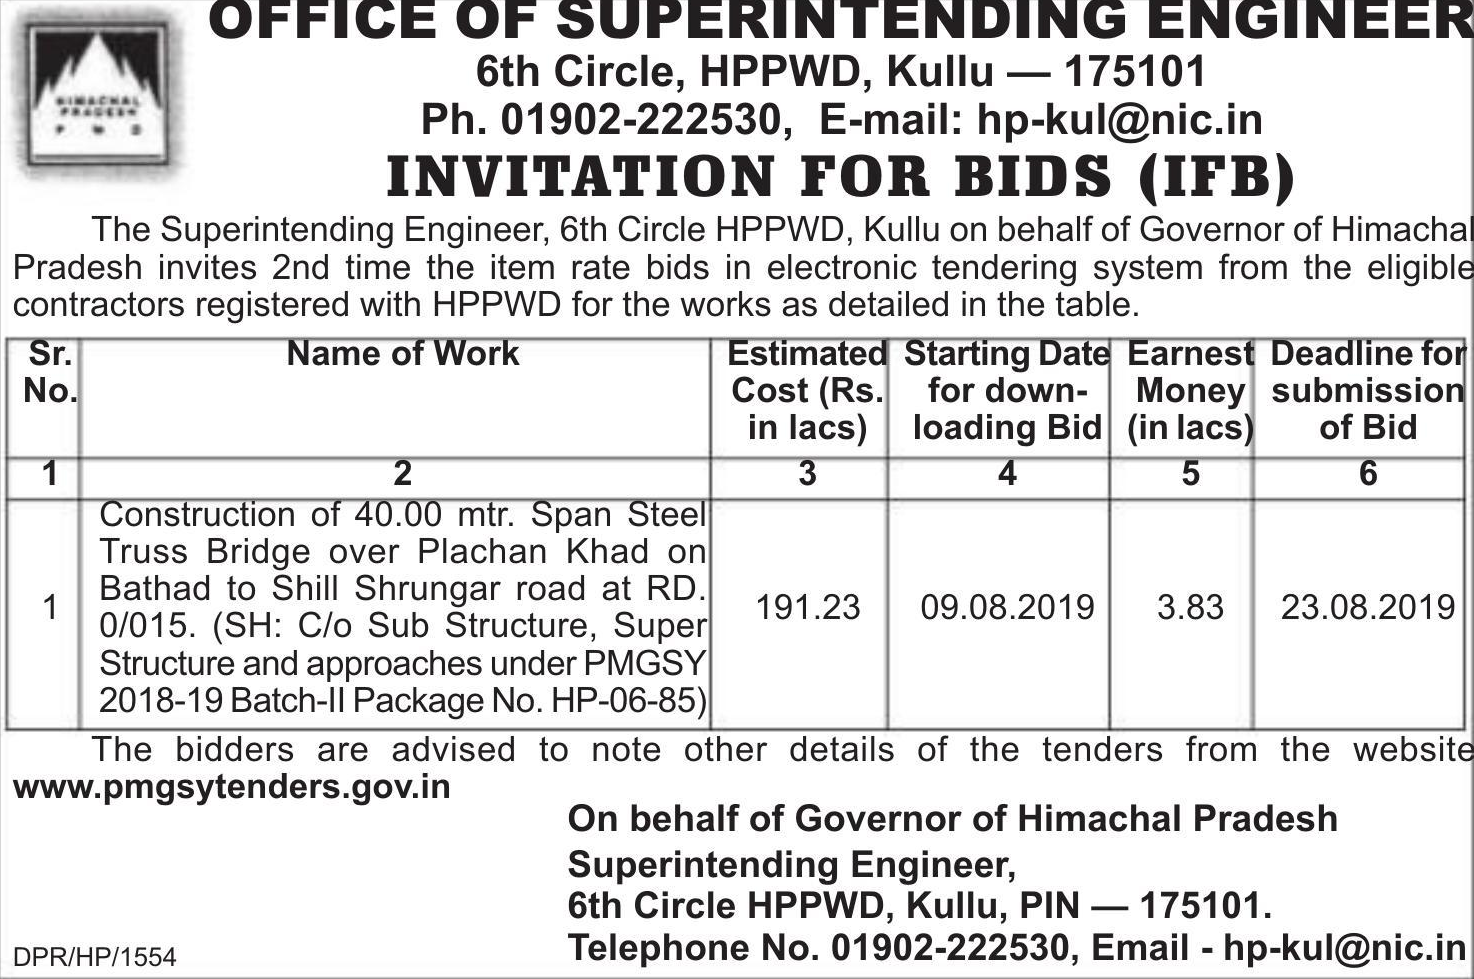 OFFICE OF SUPERINTENDING ENGINEER
HIMACHAL
PRADESH
P W D
6th Circle, HPPWD, Kullu — 175101
Ph. 01902-222530, E-mail: hp-kul@nic.in
INVITATION FOR BIDS (IFB)
The Superintending Engineer, 6th Circle HPPWD, Kullu on behalf of Governor of Himachal
Pradesh invites 2nd time the item rate bids in electronic tendering system from the eligible
contractors registered with HPPWD for the works as detailed in the table.
Sr. Name of Work Estimated Starting Date Earnest Deadline for
No. Cost (Rs. for down- Money submission
in lacs) loading Bid (in lacs) of Bid
1 2 3 4 5 6
Construction of 40.00 mtr. Span Steel
Truss Bridge over Plachan Khad on
Bathad to Shill Shrungar road at RD.
1 0/015. (SH: C/o Sub Structure, Super 191.23 09.08.2019 3.83 23.08.2019
Structure and approaches under PMGSY
2018-19 Batch-II Package No. HP-06-85)
The bidders are advised to note other details of the tenders from the website
www.pmgsytenders.gov.in
On behalf of Governor of Himachal Pradesh
Superintending Engineer,
6th Circle HPPWD, Kullu, PIN — 175101.
Telephone No. 01902-222530, Email - hp-kul@nic.in
DPR/HP/1554